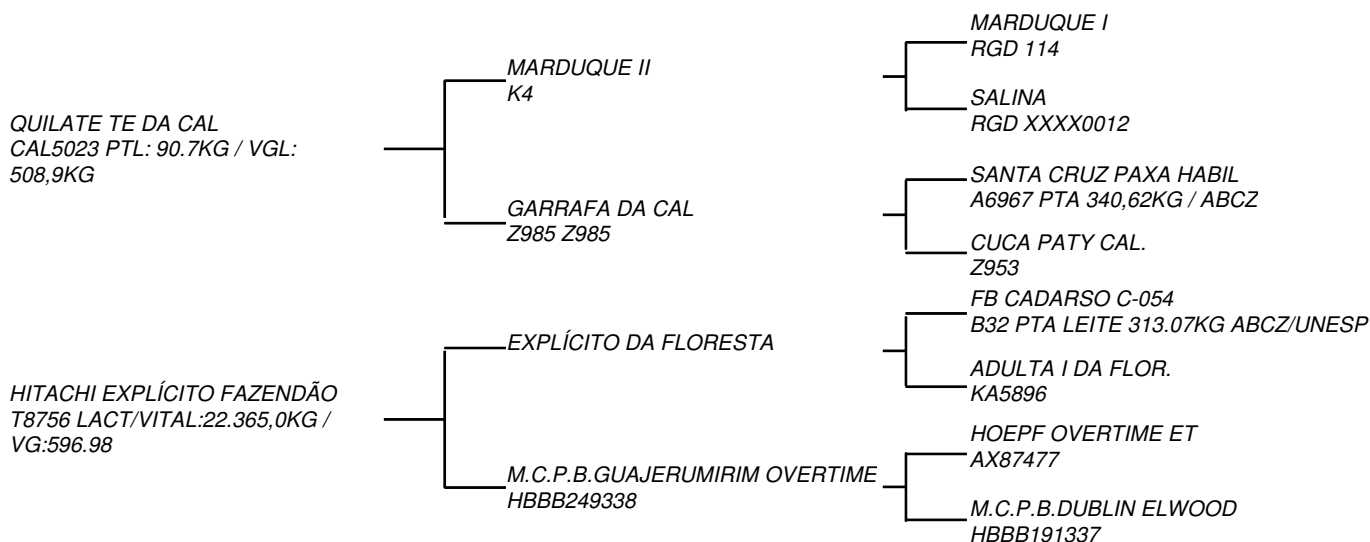 QUILATE TE DA CAL
CAL5023 PTL: 90.7KG / VGL:
508,9KG
MARDUQUE II
K4
MARDUQUE I
RGD 114
SALINA
RGD XXXX0012
GARRAFA DA CAL
Z985 Z985
SANTA CRUZ PAXA HABIL
A6967 PTA 340,62KG / ABCZ
CUCA PATY CAL.
Z953
HITACHI EXPLÍCITO FAZENDÃO
T8756 LACT/VITAL:22.365,0KG /
VG:596.98
EXPLÍCITO DA FLORESTA
FB CADARSO C-054
B32 PTA LEITE 313.07KG ABCZ/UNESP
ADULTA I DA FLOR.
KA5896
M.C.P.B.GUAJERUMIRIM OVERTIME
HBBB249338
HOEPF OVERTIME ET
AX87477
M.C.P.B.DUBLIN ELWOOD
HBBB191337